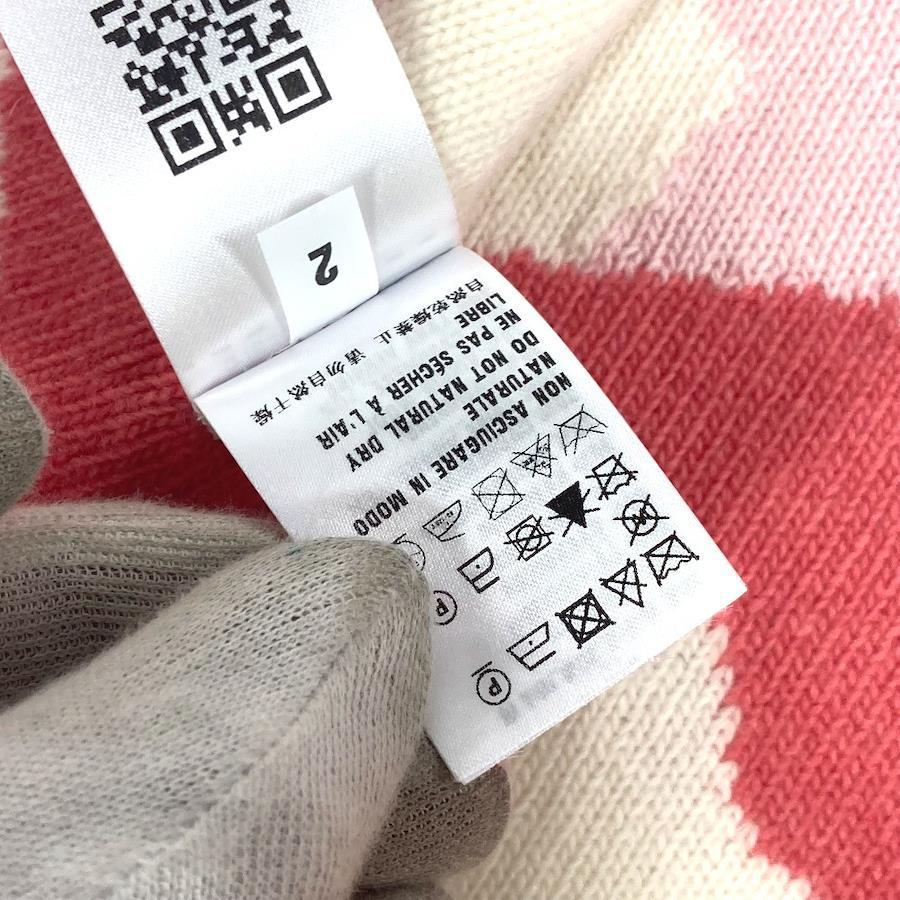 2
NON ASCIUGARE IN MODO
NATURALE
DO NOT NATURAL DRY
NE PAS SÉCHER À L'AIR
LIBRE
自然乾燥禁止 请勿自然干燥
P
P